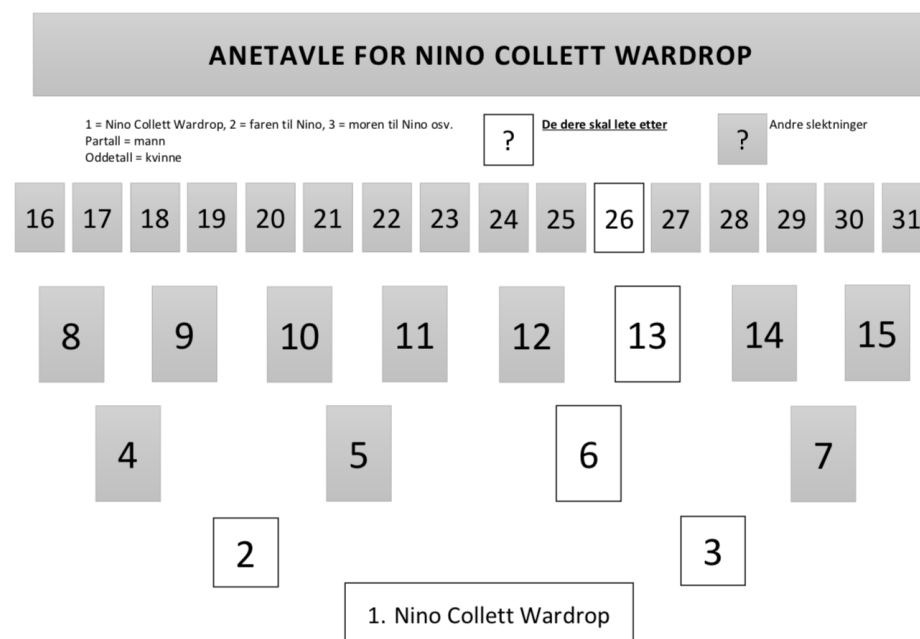 ANETAVLE FOR NINO COLLETT WARDROP
1 = Nino Collett Wardrop, 2 = faren til Nino, 3 = moren til Nino osv.
Partall = mann
Oddetall = kvinne
?
De dere skal lete etter
?
Andre slektninger
16 17 18 19 20 21 22 23 24 25 26 27 28 29 30 31
8 9 10 11 12 13 14 15
4 5 6 7
2 3
1. Nino Collett Wardrop